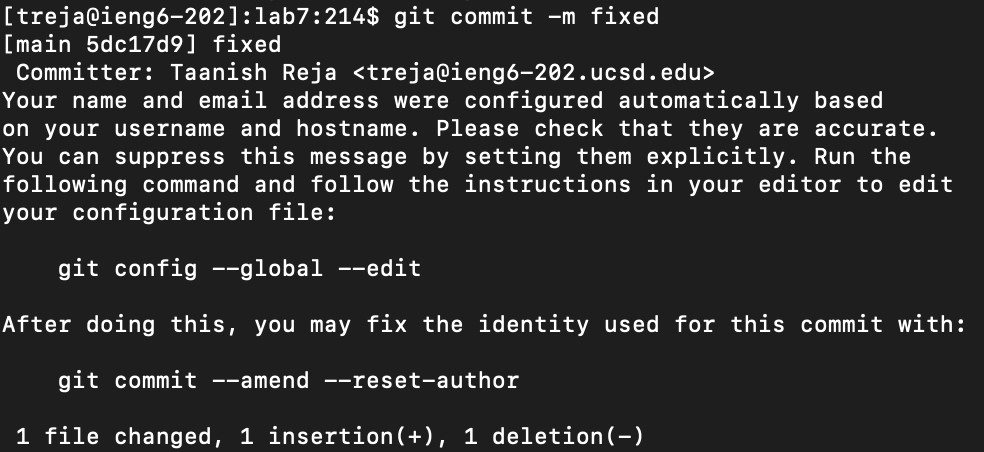 [treja@ieng6-202]:lab7:214$ git commit -m fixed
[main 5dc17d9] fixed
 Committer: Taanish Reja <treja@ieng6-202.ucsd.edu>
Your name and email address were configured automatically based
on your username and hostname. Please check that they are accurate.
You can suppress this message by setting them explicitly. Run the
following command and follow the instructions in your editor to edit
your configuration file:

    git config --global --edit

After doing this, you may fix the identity used for this commit with:

    git commit --amend --reset-author

 1 file changed, 1 insertion(+), 1 deletion(-)